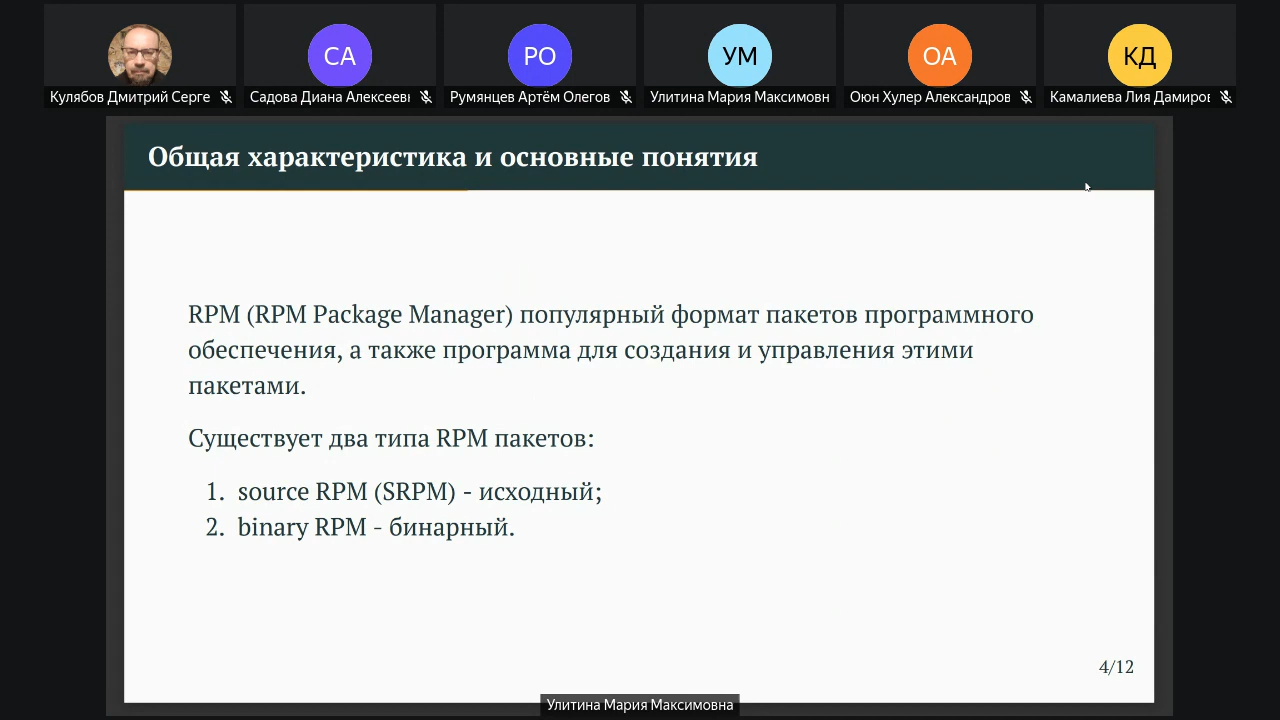 СА
РО
УМ
ОА
КД
Кулябов Дмитрий Серге
Садова Диана Алексеевн
Румянцев Артём Олегов
Улитина Мария Максимовн
Оюн Хулер Александров
Камалиева Лия Дамиров
Общая характеристика и основные понятия
RPM (RPM Package Manager) популярный формат пакетов программного
обеспечения, а также программа для создания и управления этими
пакетами.
Существует два типа RPM пакетов:
1. source RPM (SRPM) - исходный;
2. binary RPM - бинарный.
4/12
Улитина Мария Максимовна